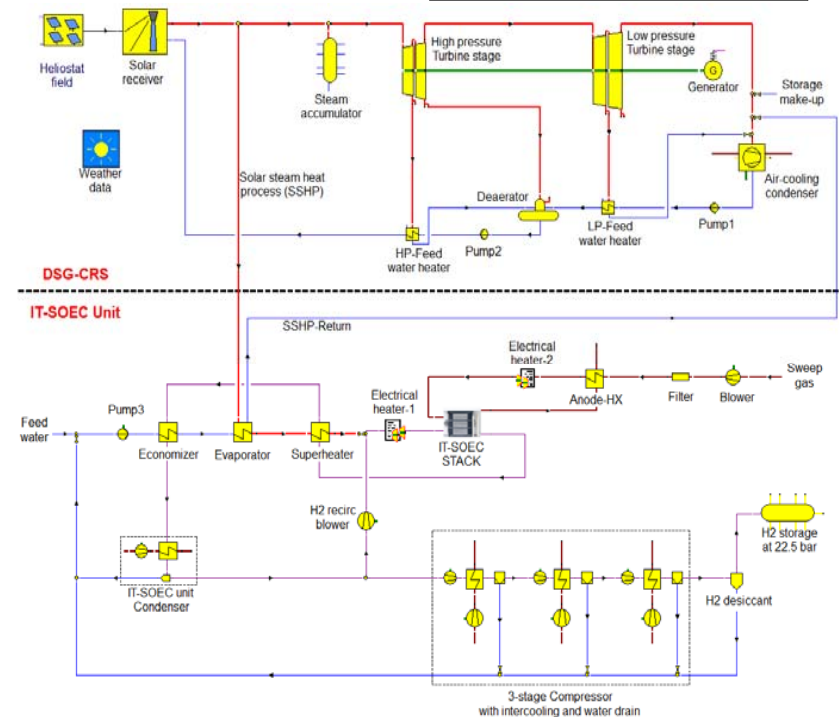 Heliostat
field
Solar
receiver
Steam
accumulator
High pressure
Turbine stage
Low pressure
Turbine stage
G
Generator
Storage
make-up
Weather
data
Solar steam heat
process (SSHP)
Air-cooling
condenser
Deaerator
HP-Feed
water heater
Pump2
LP-Feed
water heater
Pump1
DSG-CRS
IT-SOEC Unit
SSHP-Return
Electrical
heater-2
Anode-HX
Filter
Blower
Sweep
gas
Electrical
heater-1
IT-SOEC
STACK
Feed
water
Pump3
Economizer
Evaporator
Superheater
H2 recirc
blower
IT-SOEC unit
Condenser
H2 storage
at 22.5 bar
H2 desiccant
3-stage Compressor
with intercooling and water drain